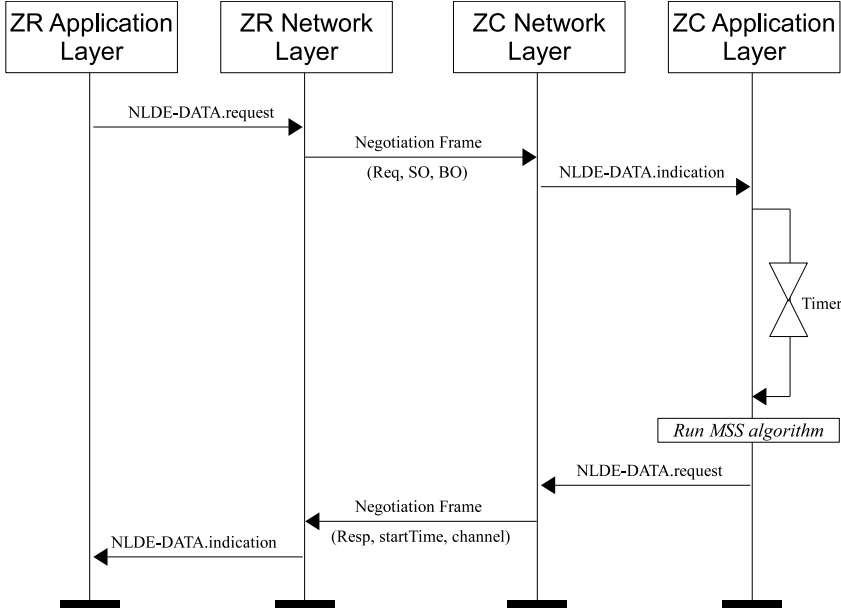 ZR Application
Layer
ZR Network
Layer
ZC Network
Layer
ZC Application
Layer
NLDE-DATA.request
Negotiation Frame
(Req, SO, BO)
NLDE-DATA.indication
Timer
Run MSS algorithm
NLDE-DATA.request
Negotiation Frame
(Resp, startTime, channel)
NLDE-DATA.indication